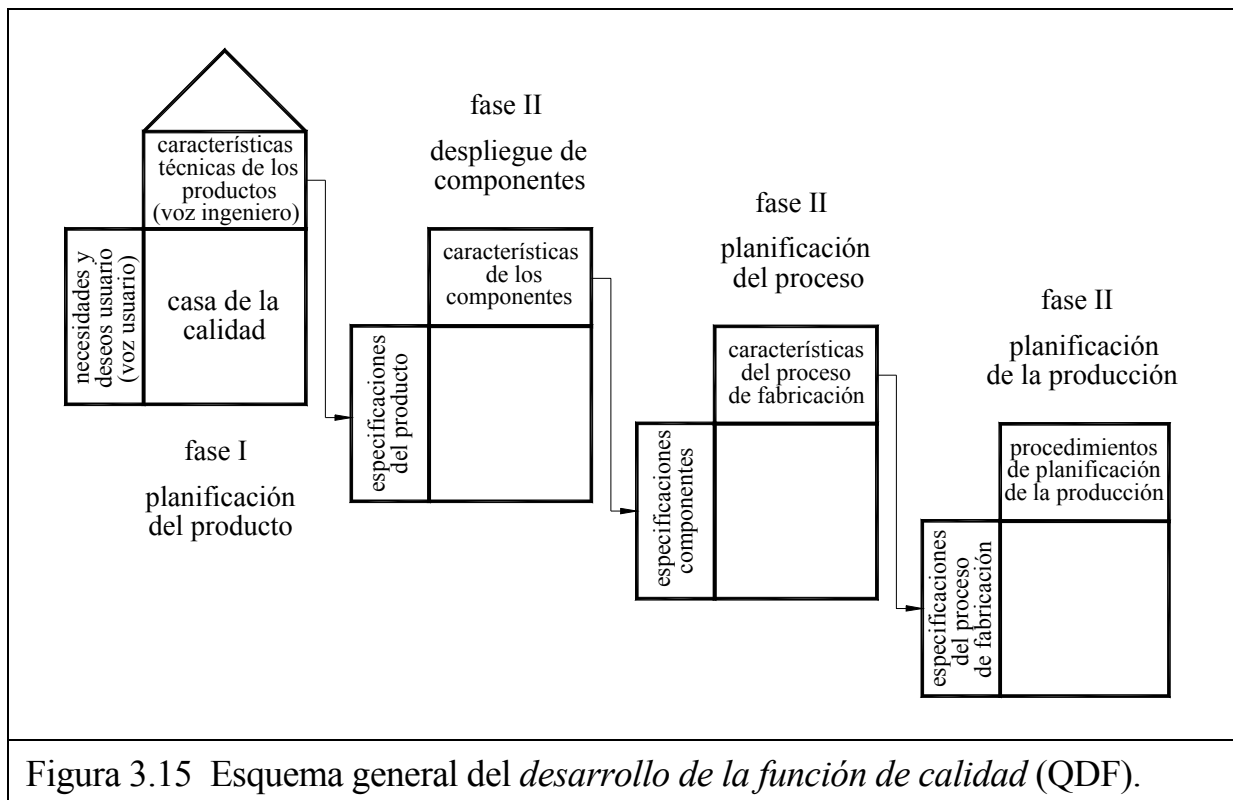 características
técnicas de los
productos
(voz ingeniero)
necesidades y
deseos usuario
(voz usuario)
casa de la
calidad
fase I
planificación
del producto
fase II
despliegue de
componentes
características
de los
componentes
especificaciones
del producto
fase II
planificación
del proceso
características
del proceso
de fabricación
especificaciones
componentes
fase II
planificación
de la producción
procedimientos
de planificación
de la producción
especificaciones
del proceso
de fabricación
Figura 3.15 Esquema general del desarrollo de la función de calidad (QDF).